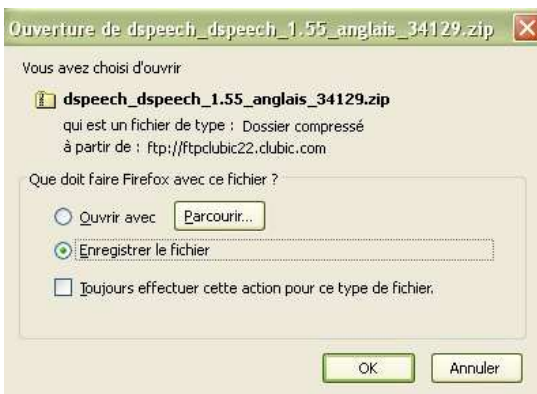 Ouverture de dspeech_dspeech_1.55_anglais_34129.zip
Vous avez choisi d'ouvrir
dspeech_dspeech_1.55_anglais_34129.zip
qui est un fichier de type : Dossier compressé
à partir de : ftp://ftpclubic22.clubic.com
Que doit faire Firefox avec ce fichier ?
Ouvrir avec Parcourir...
Enregistrer le fichier
Toujours effectuer cette action pour ce type de fichier.
OK Annuler